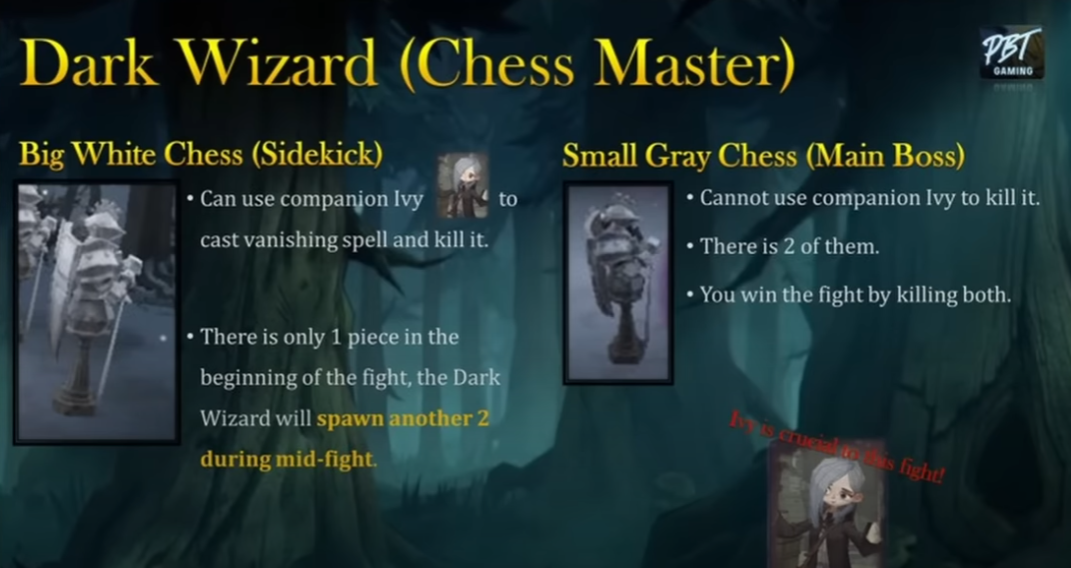 Dark Wizard (Chess Master)
PBT
GAMING
Big White Chess (Sidekick)
• Can use companion Ivy to
cast vanishing spell and kill it.
• There is only 1 piece in the
beginning of the fight, the Dark
Wizard will spawn another 2
during mid-fight.
Small Gray Chess (Main Boss)
• Cannot use companion Ivy to kill it.
• There is 2 of them.
• You win the fight by killing both.
Ivy is crucial to this fight!